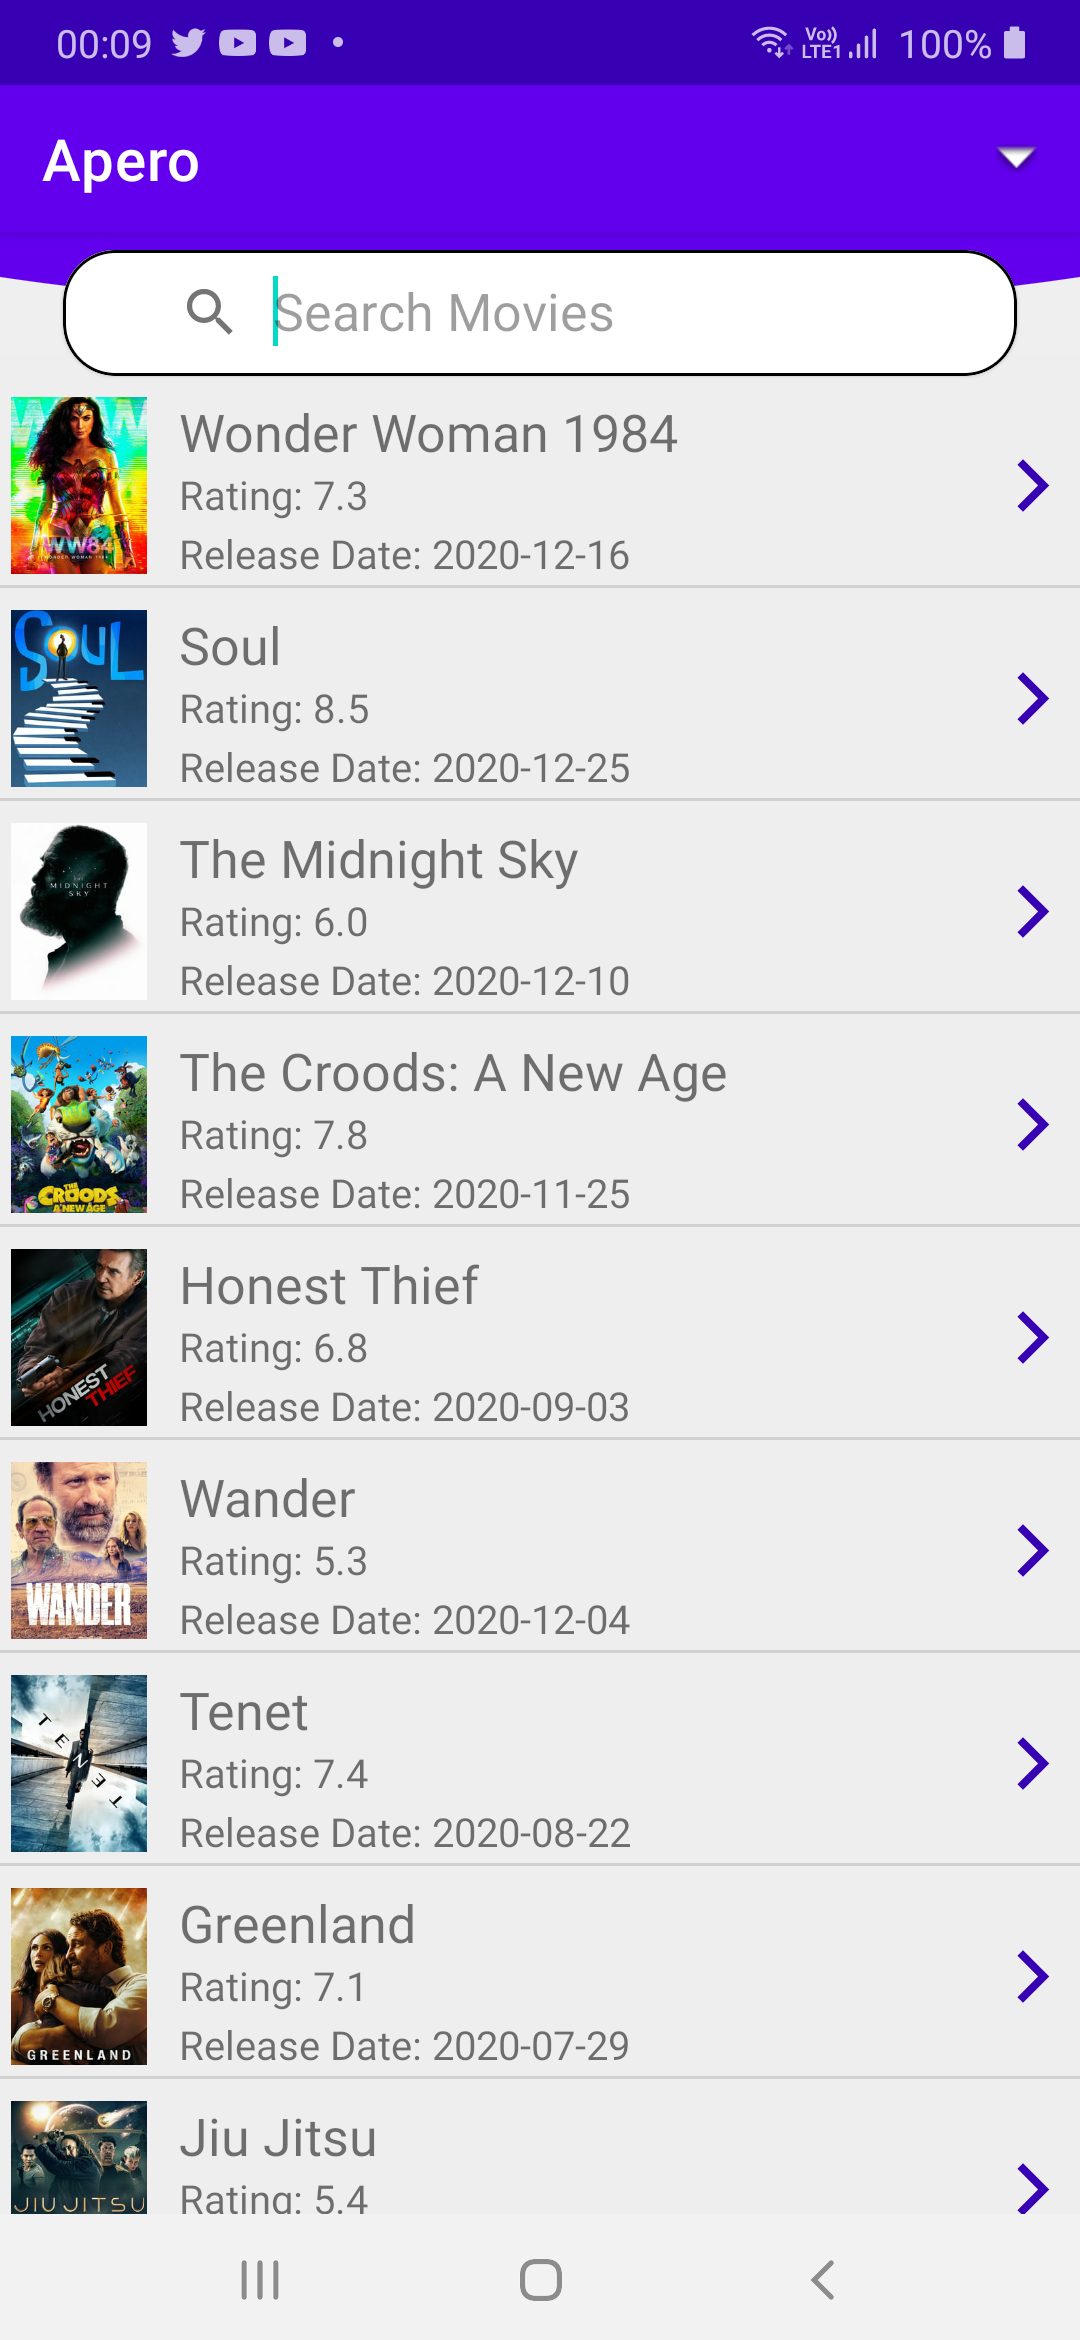 00:09
Vo))
LTE1
100%
Apero
Search Movies
WW84
WONDER WOMAN 1984
Wonder Woman 1984
Rating: 7.3
Release Date: 2020-12-16
SOUL
Soul
Rating: 8.5
Release Date: 2020-12-25
MIDNIGHT
SKY
The Midnight Sky
Rating: 6.0
Release Date: 2020-12-10
THE
CROODS
A NEW AGE
The Croods: A New Age
Rating: 7.8
Release Date: 2020-11-25
HONEST
THIEF
Honest Thief
Rating: 6.8
Release Date: 2020-09-03
WANDER
Wander
Rating: 5.3
Release Date: 2020-12-04
TENET
Tenet
Rating: 7.4
Release Date: 2020-08-22
GREENLAND
Greenland
Rating: 7.1
Release Date: 2020-07-29
JIU JITSU
Jiu Jitsu
Rating: 5.4